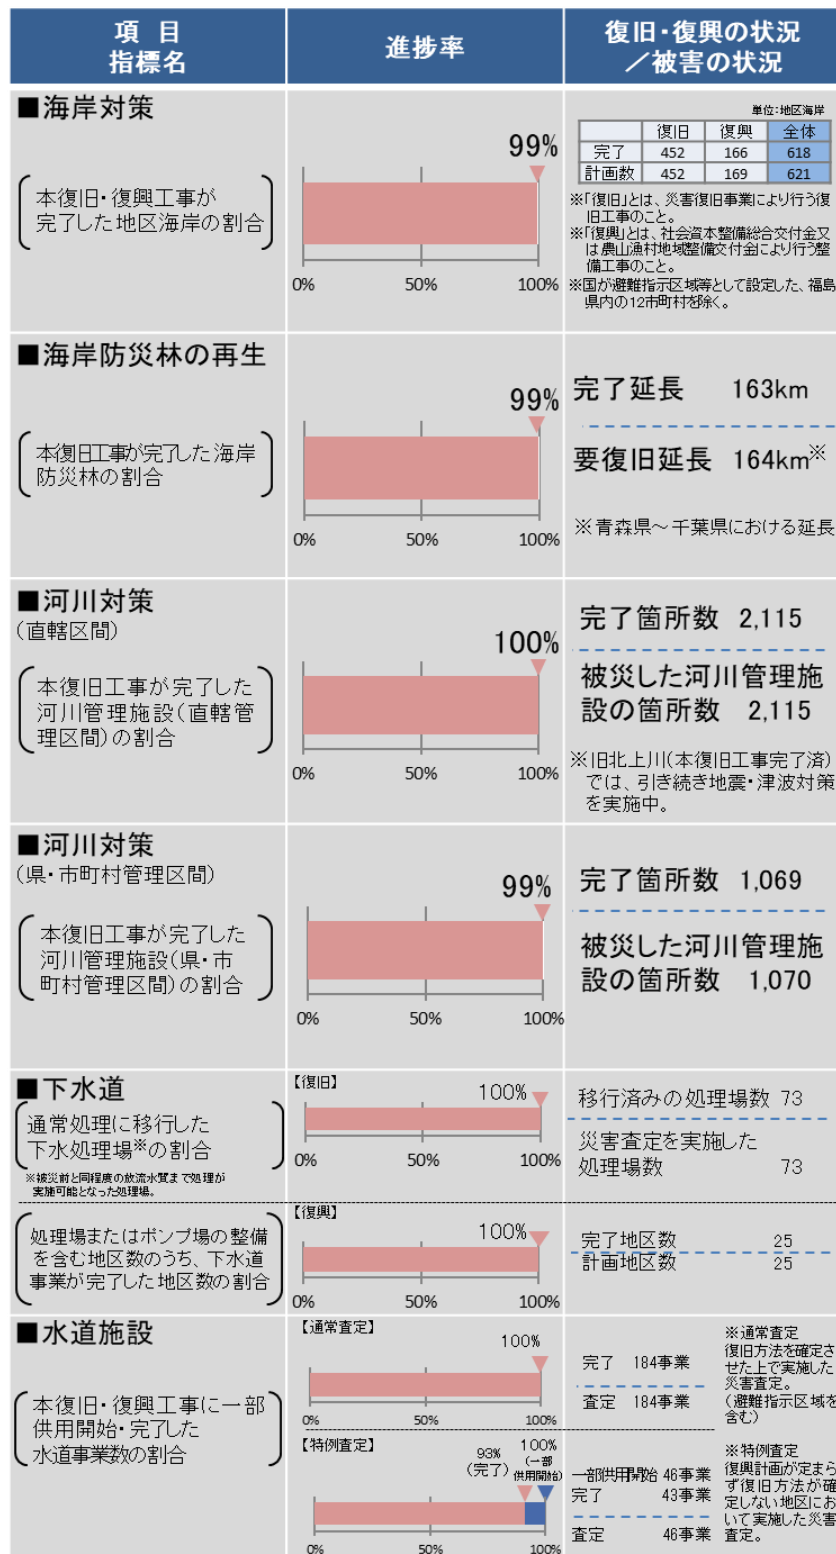 項 目
指標名
進捗率
復旧・復興の状況
/被害の状況
■海岸対策
本復旧・復興工事が
完了した地区海岸の割合
99%
0% 50% 100%
単位:地区海岸
復旧 復興 全体
完了 452 166 618
計画数 452 169 621
※「復旧」とは、災害復旧事業により行う復
旧工事のこと。
※「復興」とは、社会資本整備総合交付金又
は農山漁村地域整備交付金により行う整
備工事のこと。
※国が避難指示区域等として設定した、福島
県内の12市町村を除く。
■海岸防災林の再生
本復旧工事が完了した海岸
防災林の割合
99%
0% 50% 100%
完了延長 163km
要復旧延長 164km※
※青森県~千葉県における延長
■河川対策
(直轄区間)
本復旧工事が完了した
河川管理施設(直轄管
理区間)の割合
100%
0% 50% 100%
完了箇所数 2,115
被災した河川管理施
設の箇所数 2,115
※旧北上川(本復旧工事完了済)
では、引き続き地震・津波対策
を実施中。
■河川対策
(県・市町村管理区間)
本復旧工事が完了した
河川管理施設(県・市
町村管理区間)の割合
99%
0% 50% 100%
完了箇所数 1,069
被災した河川管理施
設の箇所数 1,070
■下水道
通常処理に移行した
下水処理場※の割合
※被災前と同程度の放流水質まで処理が
実施可能となった処理場。
【復旧】
100%
0% 50% 100%
移行済みの処理場数 73
災害査定を実施した
処理場数 73
処理場またはポンプ場の整備
を含む地区数のうち、下水道
事業が完了した地区数の割合
【復興】
100%
0% 50% 100%
完了地区数 25
計画地区数 25
■水道施設
本復旧・復興工事に一部
供用開始・完了した
水道事業数の割合
【通常査定】
100%
0% 50% 100%
完了 184事業
査定 184事業
※通常査定
復旧方法を確定さ
せた上で実施した
災害査定。
(避難指示区域を
含む)
【特例査定】
93%
(完了)
100%
(一部
供用開始)
0% 50% 100%
一部供用開始 46事業
完了 43事業
査定 46事業
※特例査定
復興計画が定まら
ず復旧方法が確
定しない地区にお
いて実施した災害
査定。